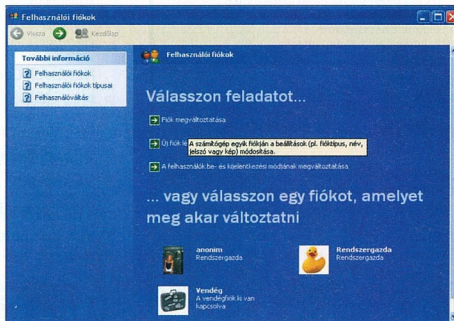 Felhasználói fiókok
Vissza
Kezdőlap
További információ
Felhasználói fiókok
Felhasználói fiókok típusai
Felhasználóváltás
Felhasználói fiókok
Válasszon feladatot...
Fiók megváltoztatása
Új fiók lé
A számítógép egyik fiókján a beállítások (pl. fióktípus, név,
jelszó vagy kép) módosítása.
A felhasználók be- és kijelentkezési módsának megváltoztatása
... vagy válasszon egy fiókot, amelyet
meg akar változtatni
anonim
Rendszergazda
Rendszergazda
Rendszergazda
Vendég
A vendégfiók ki van
kapcsolva